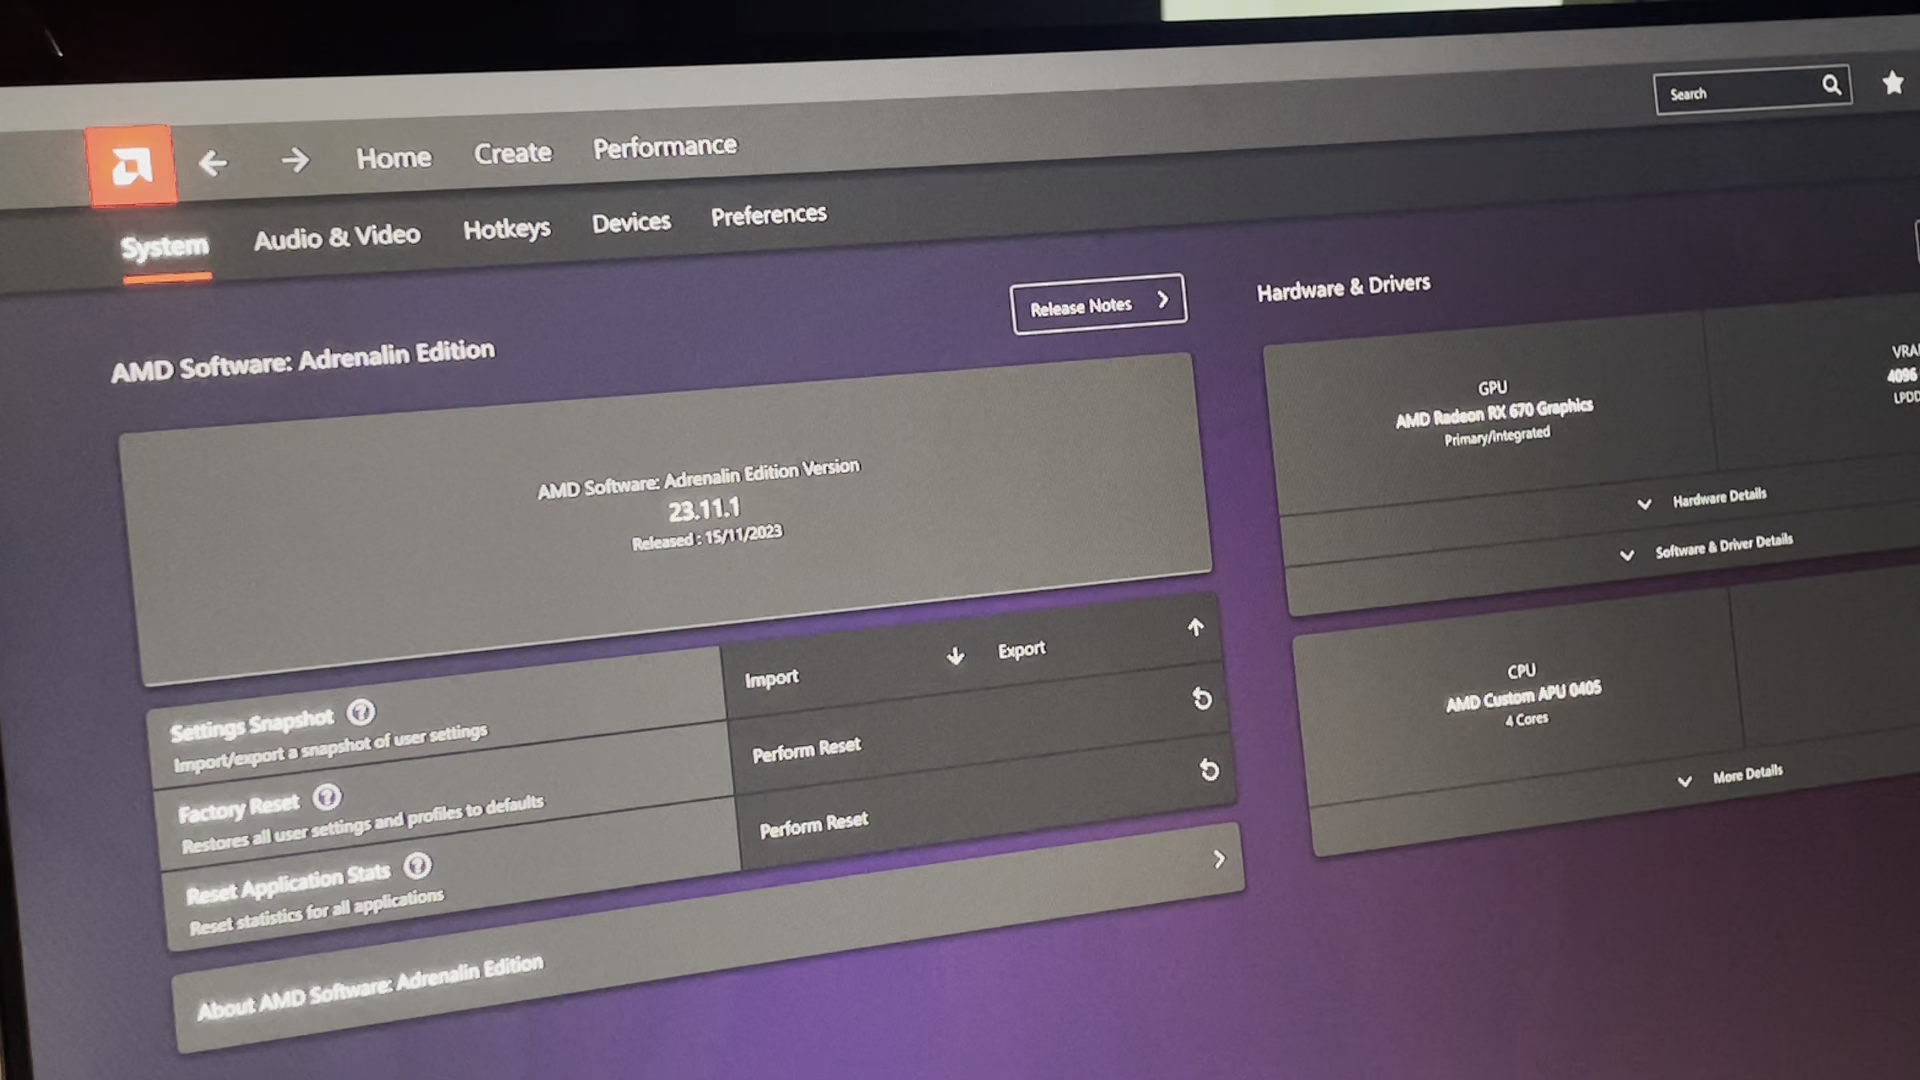 Search
Home
Create
Performance
System
Audio & Video
Hotkeys
Devices
Preferences
AMD Software: Adrenalin Edition
Release Notes
AMD Software: Adrenalin Edition Version
23.11.1
Released : 15/11/2023
Settings Snapshot
Import/export a snapshot of user settings
Import
Export
Factory Reset
Restores all user settings and profiles to defaults
Perform Reset
Reset Application Stats
Reset statistics for all applications
Perform Reset
About AMD Software: Adrenalin Edition
Hardware & Drivers
GPU
AMD Radeon RX 670 Graphics
Primary/Integrated
4096
Hardware Details
Software & Driver Details
CPU
AMD Custom APU 0405
4 Cores
More Details